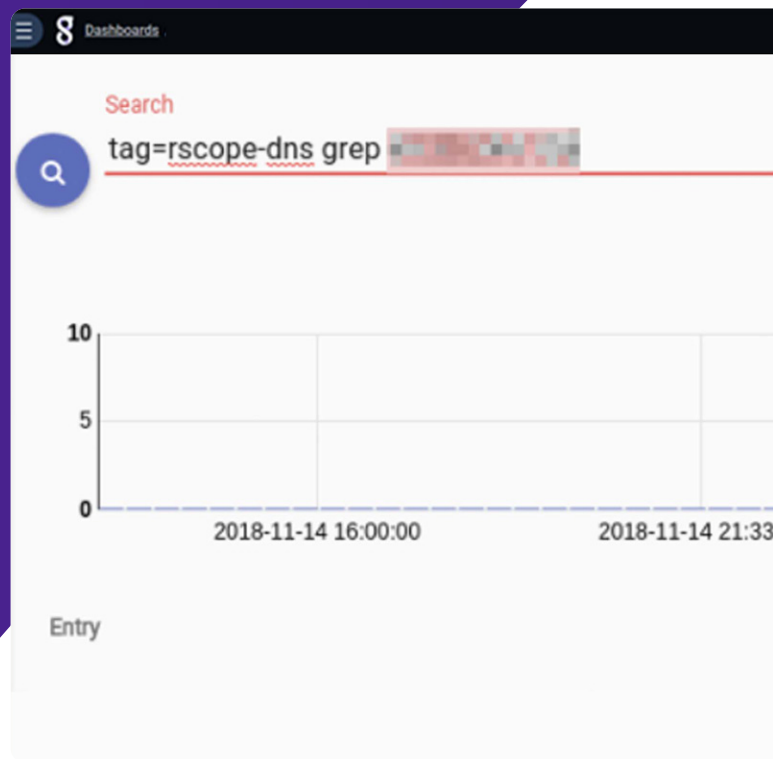 g Dashboards
Search
tag=rscope-dns grep
10
5
0
2018-11-14 16:00:00 2018-11-14 21:33
Entry